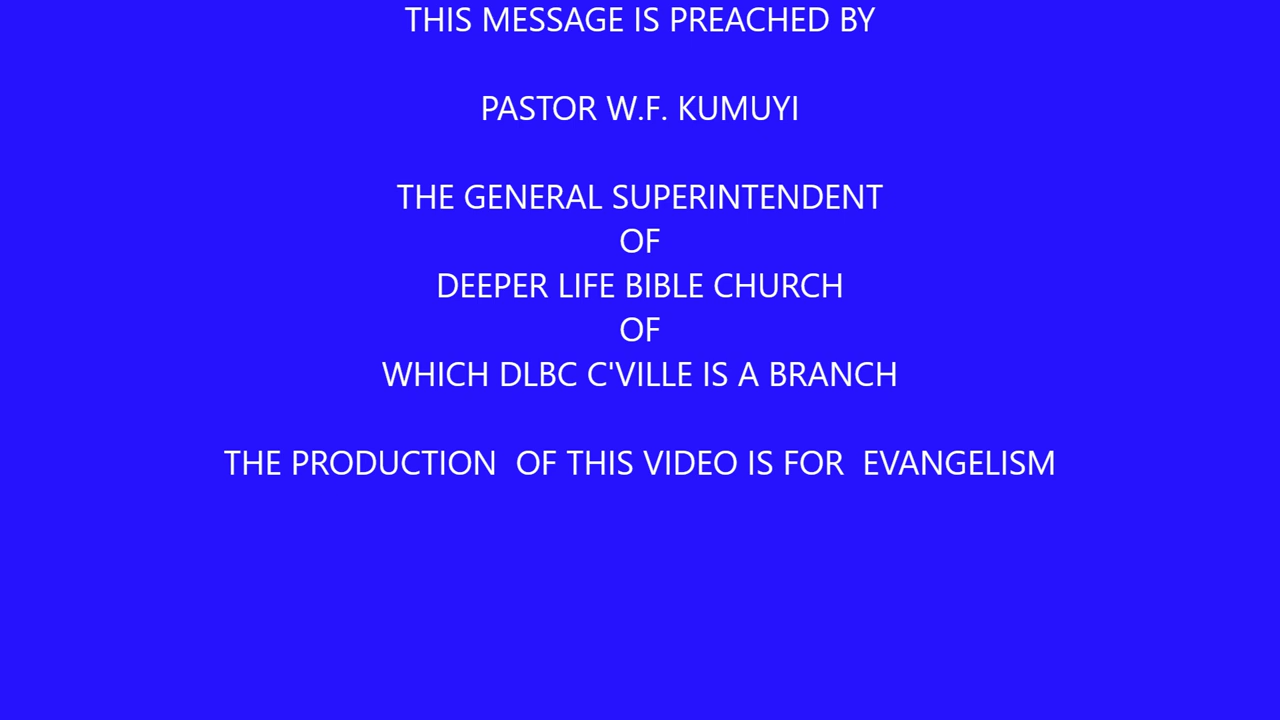 THIS MESSAGE IS PREACHED BY
PASTOR W.F. KUMUYI
THE GENERAL SUPERINTENDENT
OF
DEEPER LIFE BIBLE CHURCH
OF
WHICH DLBC C'VILLE IS A BRANCH
THE PRODUCTION  OF THIS VIDEO IS FOR  EVANGELISM